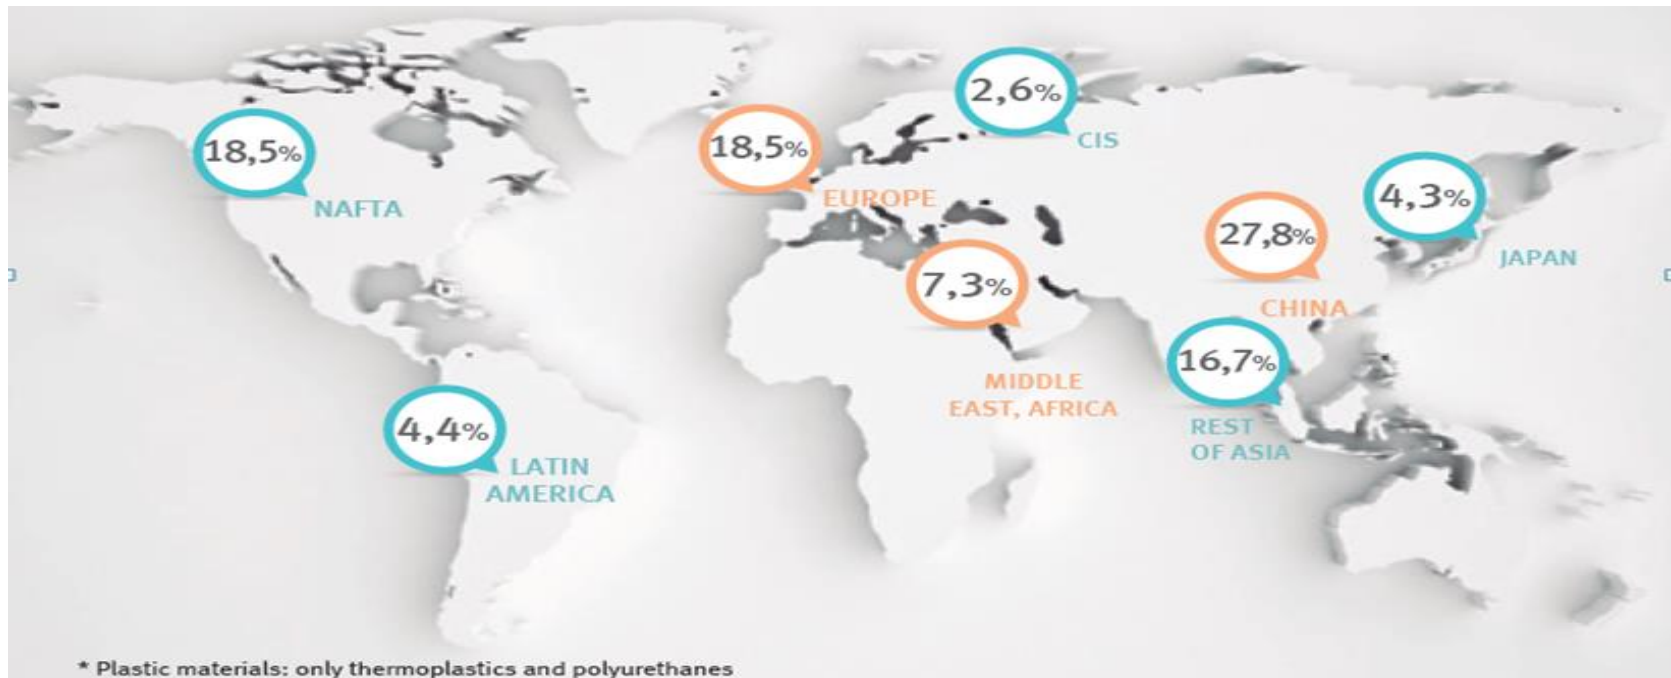 2,6%
CIS
18,5%
NAFTA
18,5%
EUROPE
4,3%
JAPAN
27,8%
CHINA
7,3%
MIDDLE
EAST, AFRICA
16,7%
REST
OF ASIA
4,4%
LATIN
AMERICA
* Plastic materials: only thermoplastics and polyurethanes